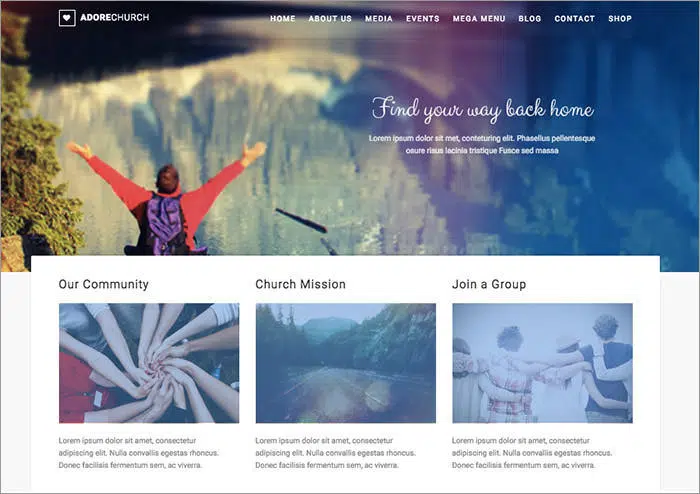 ADORECHURCH
HOME ABOUT US MEDIA EVENTS MEGA MENU BLOG CONTACT SHOP
Find your way back home
Lorem ipsum dolor sit met, conteturing elit. Phasellus pellentesque
osure risus lacinia tristique Fusce sed massa
Our Community
Lorem ipsum dolor sit amet, consectetur
adipiscing elit. Nulla convallis egestas rhoncus.
Donec facilisis fermentum sem, ac viverra.
Church Mission
Lorem ipsum dolor sit amet, consectetur
adipiscing elit. Nulla convallis egestas rhoncus.
Donec facilisis fermentum sem, ac viverra.
Join a Group
Lorem ipsum dolor sit amet, consectetur
adipiscing elit. Nulla convallis egestas rhoncus.
Donec facilisis fermentum sem, ac viverra.